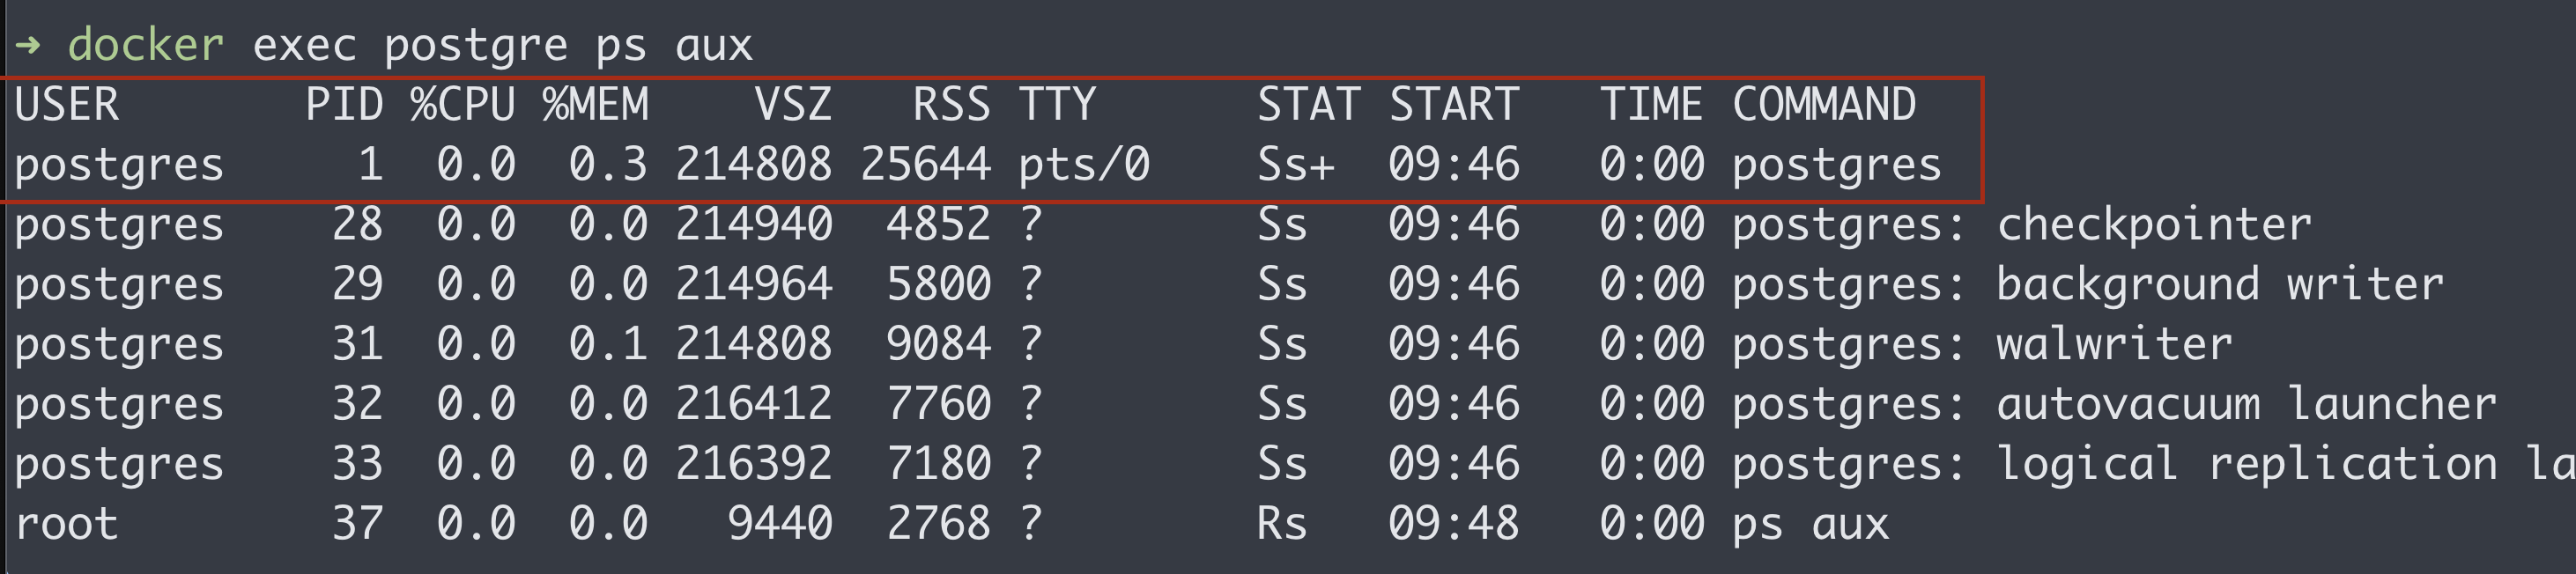 → docker exec postgre ps aux
USER       PID %CPU %MEM    VSZ   RSS TTY      STAT START   TIME COMMAND
postgres     1  0.0  0.3 214808 25644 pts/0    Ss+  09:46   0:00 postgres
postgres    28  0.0  0.0 214940  4852 ?        Ss   09:46   0:00 postgres: checkpointer
postgres    29  0.0  0.0 214964  5800 ?        Ss   09:46   0:00 postgres: background writer
postgres    31  0.0  0.1 214808  9084 ?        Ss   09:46   0:00 postgres: walwriter
postgres    32  0.0  0.0 216412  7760 ?        Ss   09:46   0:00 postgres: autovacuum launcher
postgres    33  0.0  0.0 216392  7180 ?        Ss   09:46   0:00 postgres: logical replication la
root        37  0.0  0.0   9440  2768 ?        Rs   09:48   0:00 ps aux